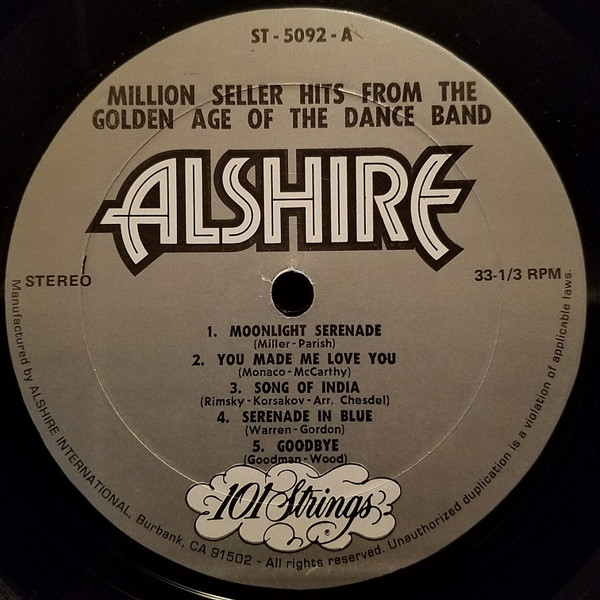 ST - 5092 - A
MILLION SELLER HITS FROM THE
GOLDEN AGE OF THE DANCE BAND
ALSHIRE
STEREO
33-1/3 RPM
1. MOONLIGHT SERENADE
(Miller - Parish)
2. YOU MADE ME LOVE YOU
(Monaco - McCarthy)
3. SONG OF INDIA
(Rimsky - Korsakov - Arr. Chesdel)
4. SERENADE IN BLUE
(Warren - Gordon)
5. GOODBYE
(Goodman - Wood)
101 Strings ®
Manufactured by ALSHIRE INTERNATIONAL, Burbank, CA 91502 - All rights reserved. Unauthorized duplication is a violation of applicable laws.